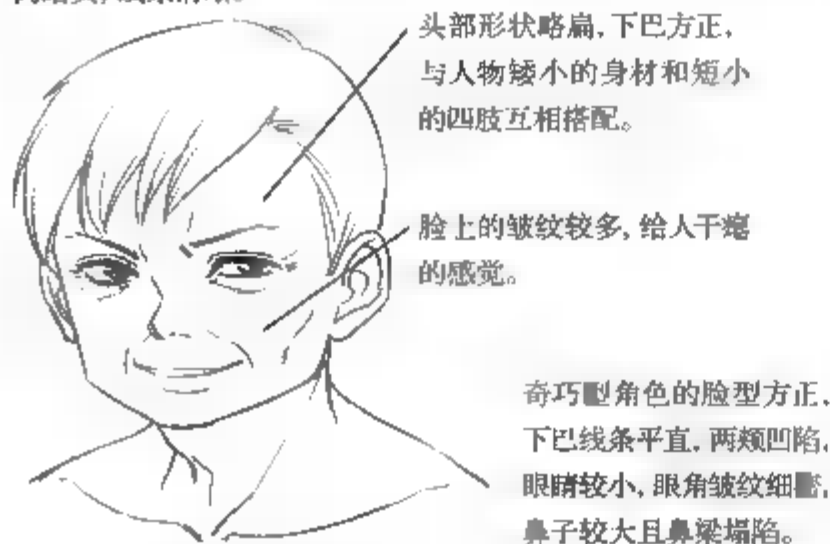 头部形状略扁，下巴方正，
与人物矮小的身材和短小
的四肢互相搭配。
脸上的皱纹较多，给人干瘪
的感觉。
奇巧型角色的脸型方正，
下巴线条平直，两颊凹陷，
眼睛较小，眼角皱纹细密，
鼻子较大且鼻梁塌陷。